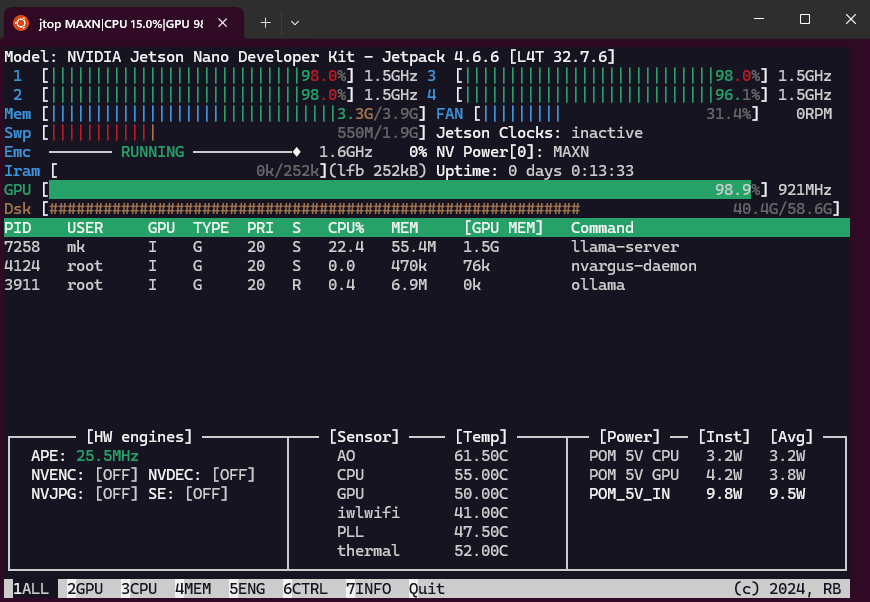 jtop MAXN|CPU 15.0%|GPU 98
Model: NVIDIA Jetson Nano Developer Kit - Jetpack 4.6.6 [L4T 32.7.6]
1 [||||||||||||||||||||||||||||98.0%] 1.5GHz 3 [||||||||||||||||||||||||||||98.0%] 1.5GHz
2 [||||||||||||||||||||||||||||98.0%] 1.5GHz 4 [||||||||||||||||||||||||||||96.1%] 1.5GHz
Mem [||||||||||||||||||||||||||||||||3.3G/3.9G] FAN [||||||||| 31.4%] 0RPM
Swp [|||||||||||| 550M/1.9G] Jetson Clocks: inactive
Emc RUNNING 1.6GHz 0% NV Power[0]: MAXN
Iram [ 0k/252k](lfb 252kB) Uptime: 0 days 0:13:33
GPU [ 98.9%] 921MHz
Dsk [########################################################### 40.4G/58.6G]
PID USER GPU TYPE PRI S CPU% MEM [GPU MEM] Command
7258 mk I G 20 S 22.4 55.4M 1.5G llama-server
4124 root I G 20 S 0.0 470k 76k nvargus-daemon
3911 root I G 20 R 0.4 6.9M 0k ollama
[HW engines] [Sensor] [Temp] [Power] [Inst] [Avg]
APE: 25.5MHz AO 61.50C POM 5V CPU 3.2W 3.2W
NVENC: [OFF] NVDEC: [OFF] CPU 55.00C POM 5V GPU 4.2W 3.8W
NVJPG: [OFF] SE: [OFF] GPU 50.00C POM_5V_IN 9.8W 9.5W
iwlwifi 41.00C
PLL 47.50C
thermal 52.00C
1ALL 2GPU 3CPU 4MEM 5ENG 6CTRL 7INFO Quit (c) 2024, RB